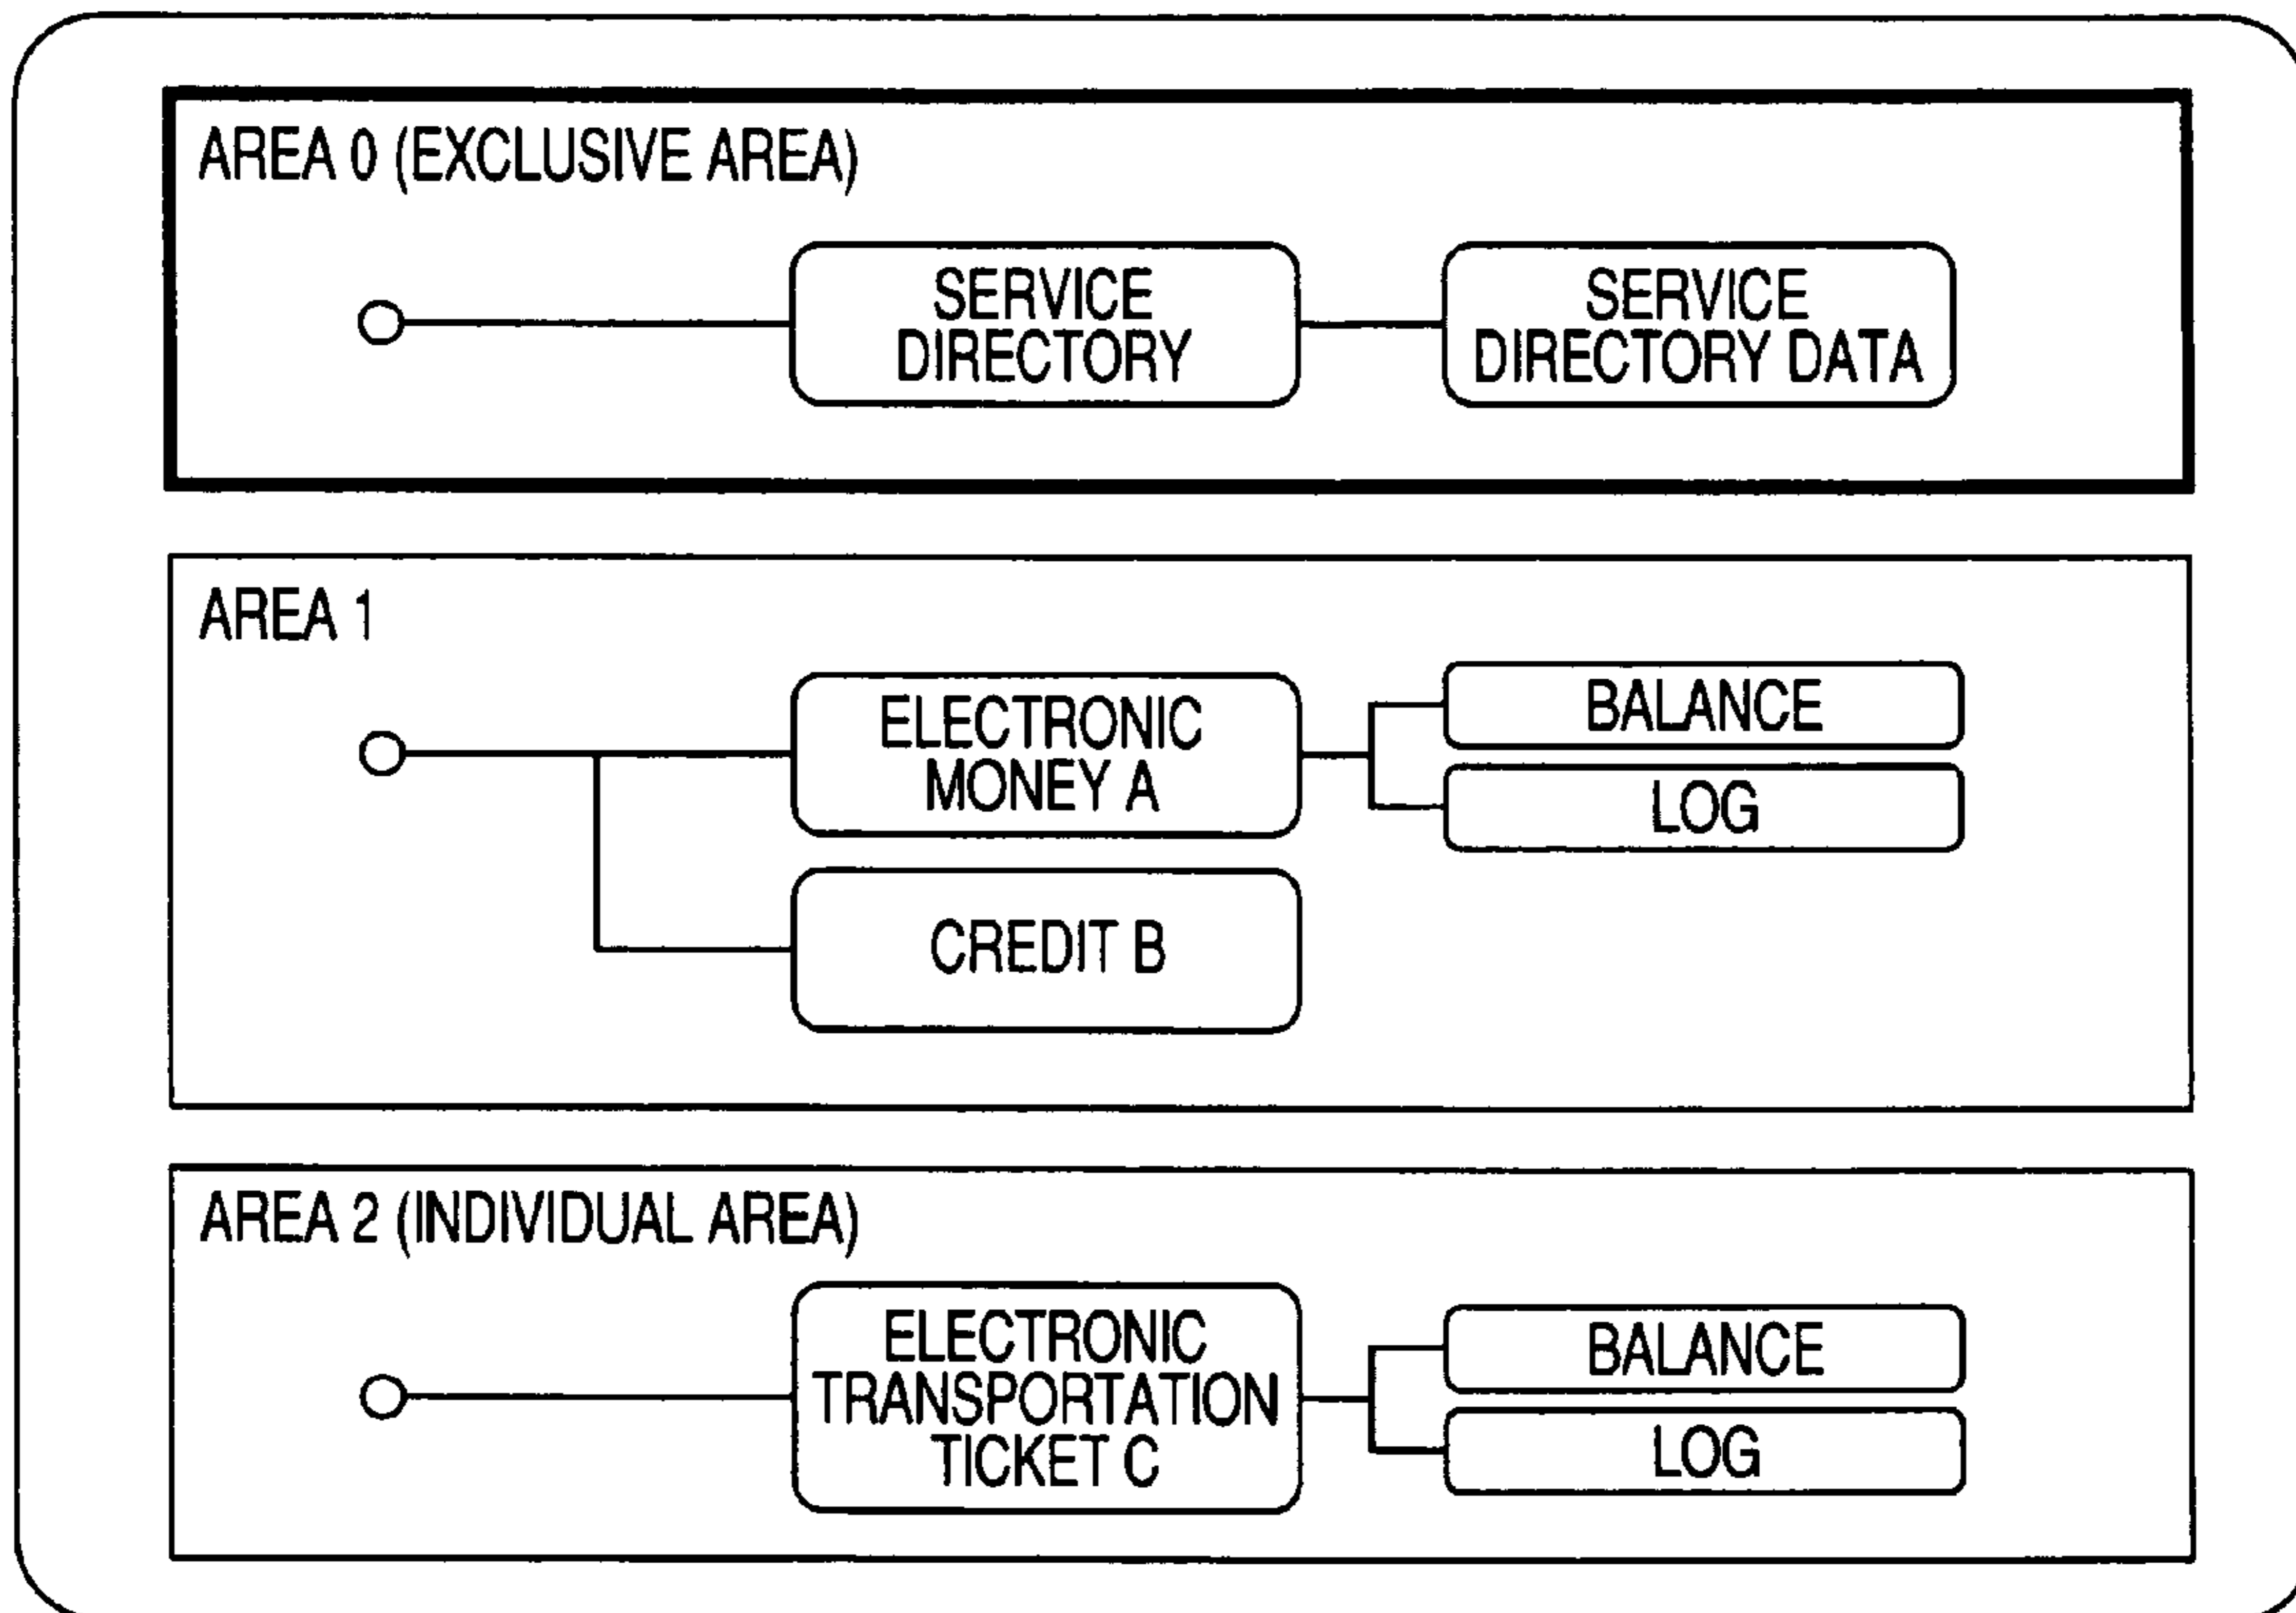 AREA 0 (EXCLUSIVE AREA)
SERVICE
DIRECTORY
SERVICE
DIRECTORY DATA
AREA 1
ELECTRONIC
MONEY A
BALANCE
LOG
CREDIT B
AREA 2 (INDIVIDUAL AREA)
ELECTRONIC
TRANSPORTATION
TICKET C
BALANCE
LOG